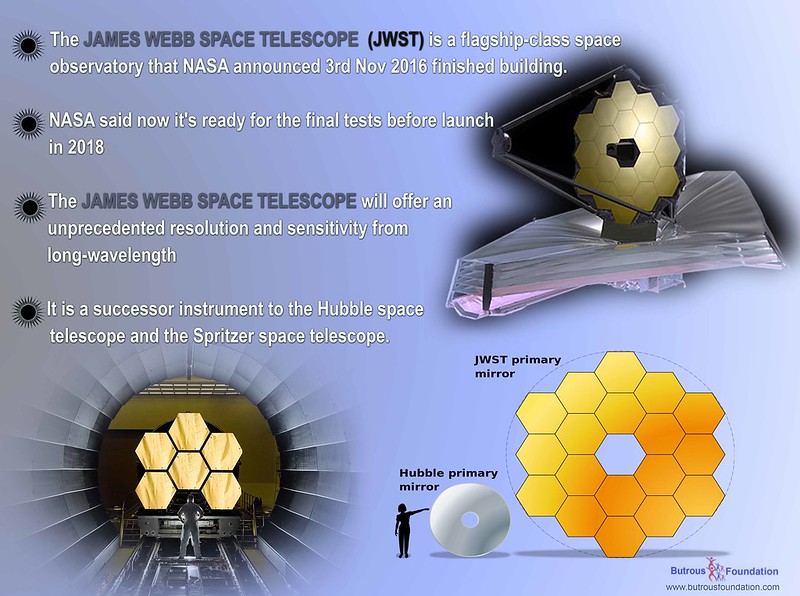 The JAMES WEBB SPACE TELESCOPE (JWST) is a flagship-class space
observatory that NASA announced 3rd Nov 2016 finished building.
NASA said now it's ready for the final tests before launch
in 2018
The JAMES WEBB SPACE TELESCOPE will offer an
unprecedented resolution and sensitivity from
long-wavelength
It is a successor instrument to the Hubble space
telescope and the Spritzer space telescope.
JWST primary
mirror
Hubble primary
mirror
Butrous Foundation
www.butrousfoundation.com